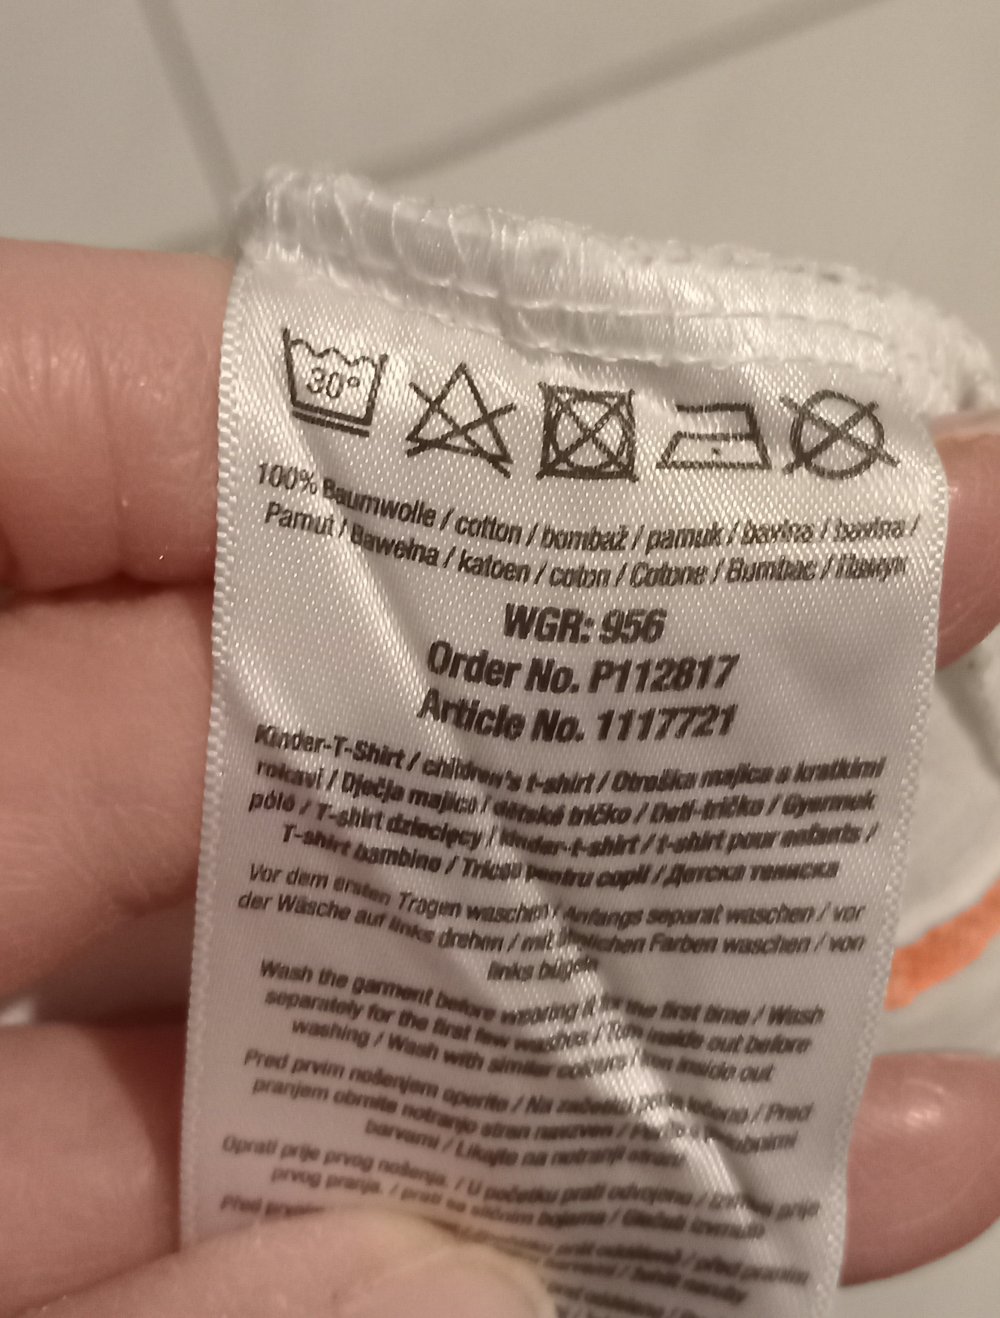 30°
100% Baumwolle / cotton / bombaž / pamuk / bavlna / bavlna /
Pamut / Bawełna / katoen / coton / Cotone / Bumbac / Памук
WGR: 956
Order No. P112817
Article No. 1117721
Kinder-T-Shirt / children's t-shirt / Otroška majica s kratkimi
rokavi / Dječja majica / dětské tričko / Deti-tričko / Gyermek
póló / T-shirt dziecięcy / kinder-t-shirt / t-shirt pour enfants /
T-shirt bambino / Tricou pentru copii / Детска тениска
Vor dem ersten Tragen waschen / Anfangs separat waschen / vor
der Wäsche auf links drehen / mit ähnlichen Farben waschen / von
links bügeln
Wash the garment before wearing it for the first time / Wash
separately for the first few washes / Turn inside out before
washing / Wash with similar colours / Iron inside out
Pred prvim nošenjem operite / Na začetku perite ločeno / Pred
pranjem obrnite notranjo stran navzven / Perite s podobnimi
barvami / Likajte na notranji strani
Oprati prije prvog nošenja. / U početku prati odvojeno / Izvrnuti prije
prvog pranja. / prati sa sličnim bojama / Glačati izvrnuto